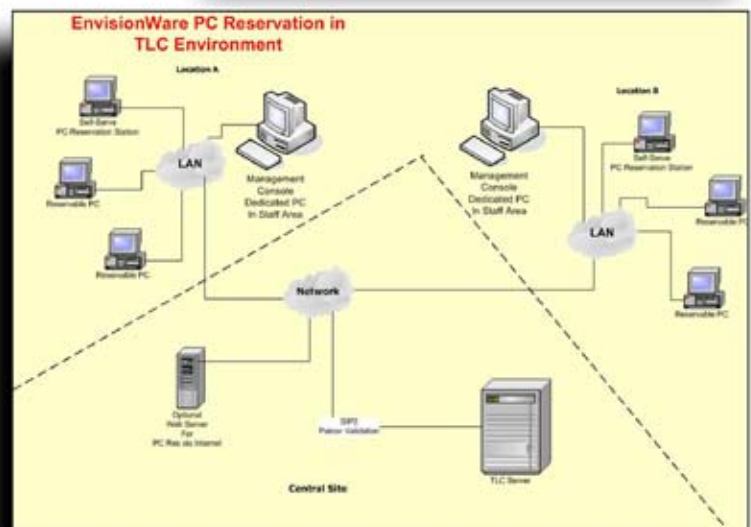 EnvisionWare PC Reservation in
TLC Environment
Location A
Self-Serve
PC Reservation Station
LAN
Management
Console
Dedicated PC
In Staff Area
Reservable PC
Reservable PC
Location B
Self-Serve
PC Reservation Station
Management
Console
Dedicated PC
In Staff Area
Reservable PC
LAN
Reservable PC
Network
Optional
Web Server
For
PC Res via Internet
SIP2
Patron Validation
TLC Server
Central Site